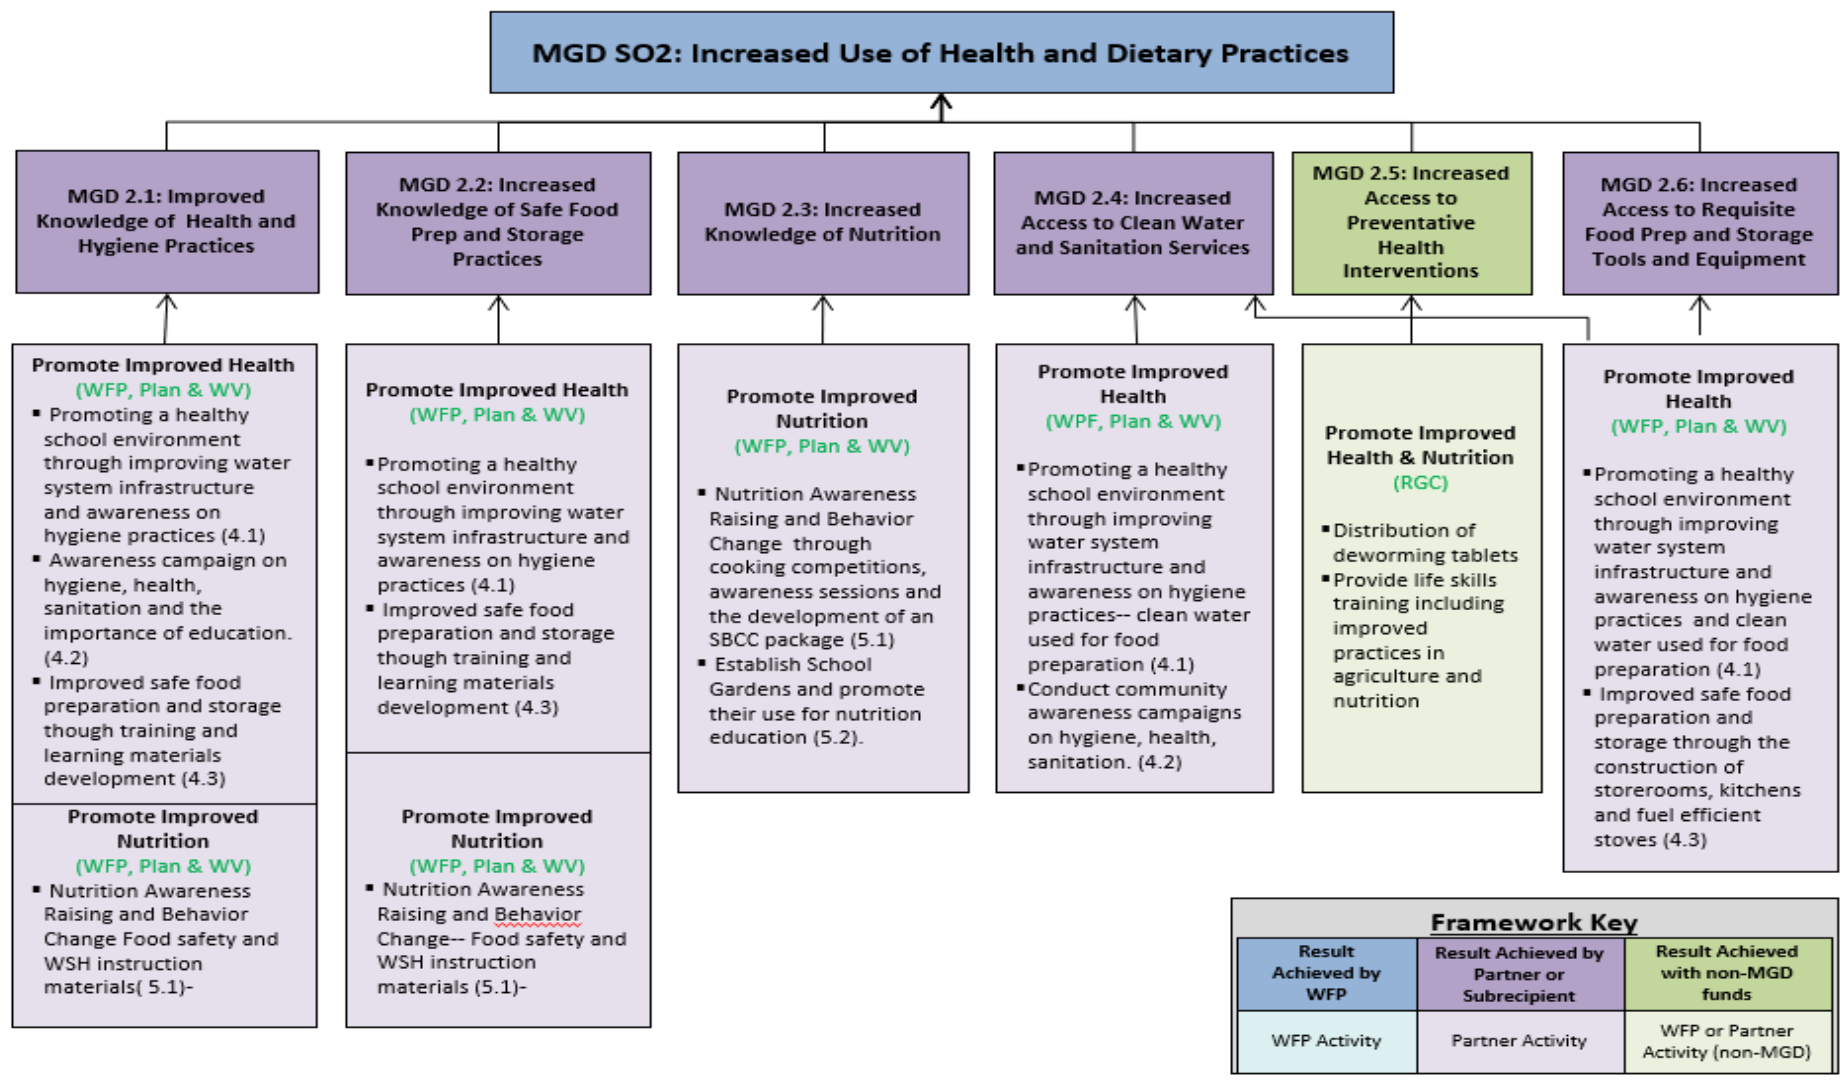 MGD SO2: Increased Use of Health and Dietary Practices
MGD 2.1: Improved
Knowledge of Health and
Hygiene Practices
MGD 2.2: Increased
Knowledge of Safe Food
Prep and Storage
Practices
MGD 2.3: Increased
Knowledge of Nutrition
MGD 2.4: Increased
Access to Clean Water
and Sanitation Services
MGD 2.5: Increased
Access to
Preventative
Health
Interventions
MGD 2.6: Increased
Access to Requisite
Food Prep and Storage
Tools and Equipment
Promote Improved Health
(WFP, Plan & WV)
▪ Promoting a healthy
school environment
through improving water
system infrastructure
and awareness on
hygiene practices (4.1)
▪ Awareness campaign on
hygiene, health,
sanitation and the
importance of education.
(4.2)
▪ Improved safe food
preparation and storage
though training and
learning materials
development (4.3)
Promote Improved
Nutrition
(WFP, Plan & WV)
▪ Nutrition Awareness
Raising and Behavior
Change Food safety and
WSH instruction
materials( 5.1)-
Promote Improved Health
(WFP, Plan & WV)
▪Promoting a healthy
school environment
through improving water
system infrastructure and
awareness on hygiene
practices (4.1)
▪ Improved safe food
preparation and storage
though training and
learning materials
development (4.3)
Promote Improved
Nutrition
(WFP, Plan & WV)
▪ Nutrition Awareness
Raising and Behavior
Change-- Food safety and
WSH instruction
materials (5.1)-
Promote Improved
Nutrition
(WFP, Plan & WV)
▪ Nutrition Awareness
Raising and Behavior
Change through
cooking competitions,
awareness sessions and
the development of an
SBCC package (5.1)
▪ Establish School
Gardens and promote
their use for nutrition
education (5.2).
Promote Improved
Health
(WPF, Plan & WV)
▪Promoting a healthy
school environment
through improving
water system
infrastructure and
awareness on hygiene
practices-- clean water
used for food
preparation (4.1)
▪Conduct community
awareness campaigns
on hygiene, health,
sanitation. (4.2)
Promote Improved
Health & Nutrition
(RGC)
▪Distribution of
deworming tablets
▪Provide life skills
training including
improved
practices in
agriculture and
nutrition
Promote Improved
Health
(WFP, Plan & WV)
▪Promoting a healthy
school environment
through improving
water system
infrastructure and
awareness on hygiene
practices and clean
water used for food
preparation (4.1)
▪ Improved safe food
preparation and
storage through the
construction of
storerooms, kitchens
and fuel efficient
stoves (4.3)
Framework Key
Result
Achieved by
WFP
Result Achieved by
Partner or
Subrecipient
Result Achieved
with non-MGD
funds
WFP Activity
Partner Activity
WFP or Partner
Activity (non-MGD)